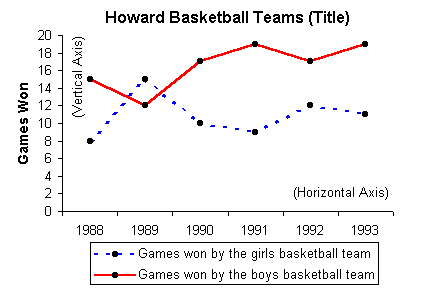 Howard Basketball Teams (Title)
Games Won
(Vertical Axis)
20
18
16
14
12
10
8
6
4
2
0
(Horizontal Axis)
1988 1989 1990 1991 1992 1993
Games won by the girls basketball team
Games won by the boys basketball team